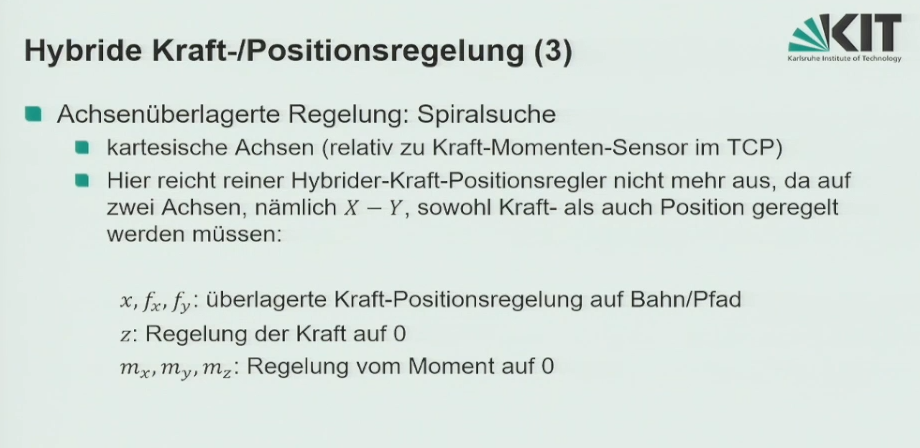 Hybride Kraft-/Positionsregelung (3)
KIT
Karlsruhe Institute of Technology
Achsenüberlagerte Regelung: Spiralsuche
kartesische Achsen (relativ zu Kraft-Momenten-Sensor im TCP)
Hier reicht reiner Hybrider-Kraft-Positionsregler nicht mehr aus, da auf
zwei Achsen, nämlich X – Y, sowohl Kraft- als auch Position geregelt
werden müssen:
x, fₓ, f_y: überlagerte Kraft-Positionsregelung auf Bahn/Pfad
z: Regelung der Kraft auf 0
mₓ, m_y, m_z: Regelung vom Moment auf 0